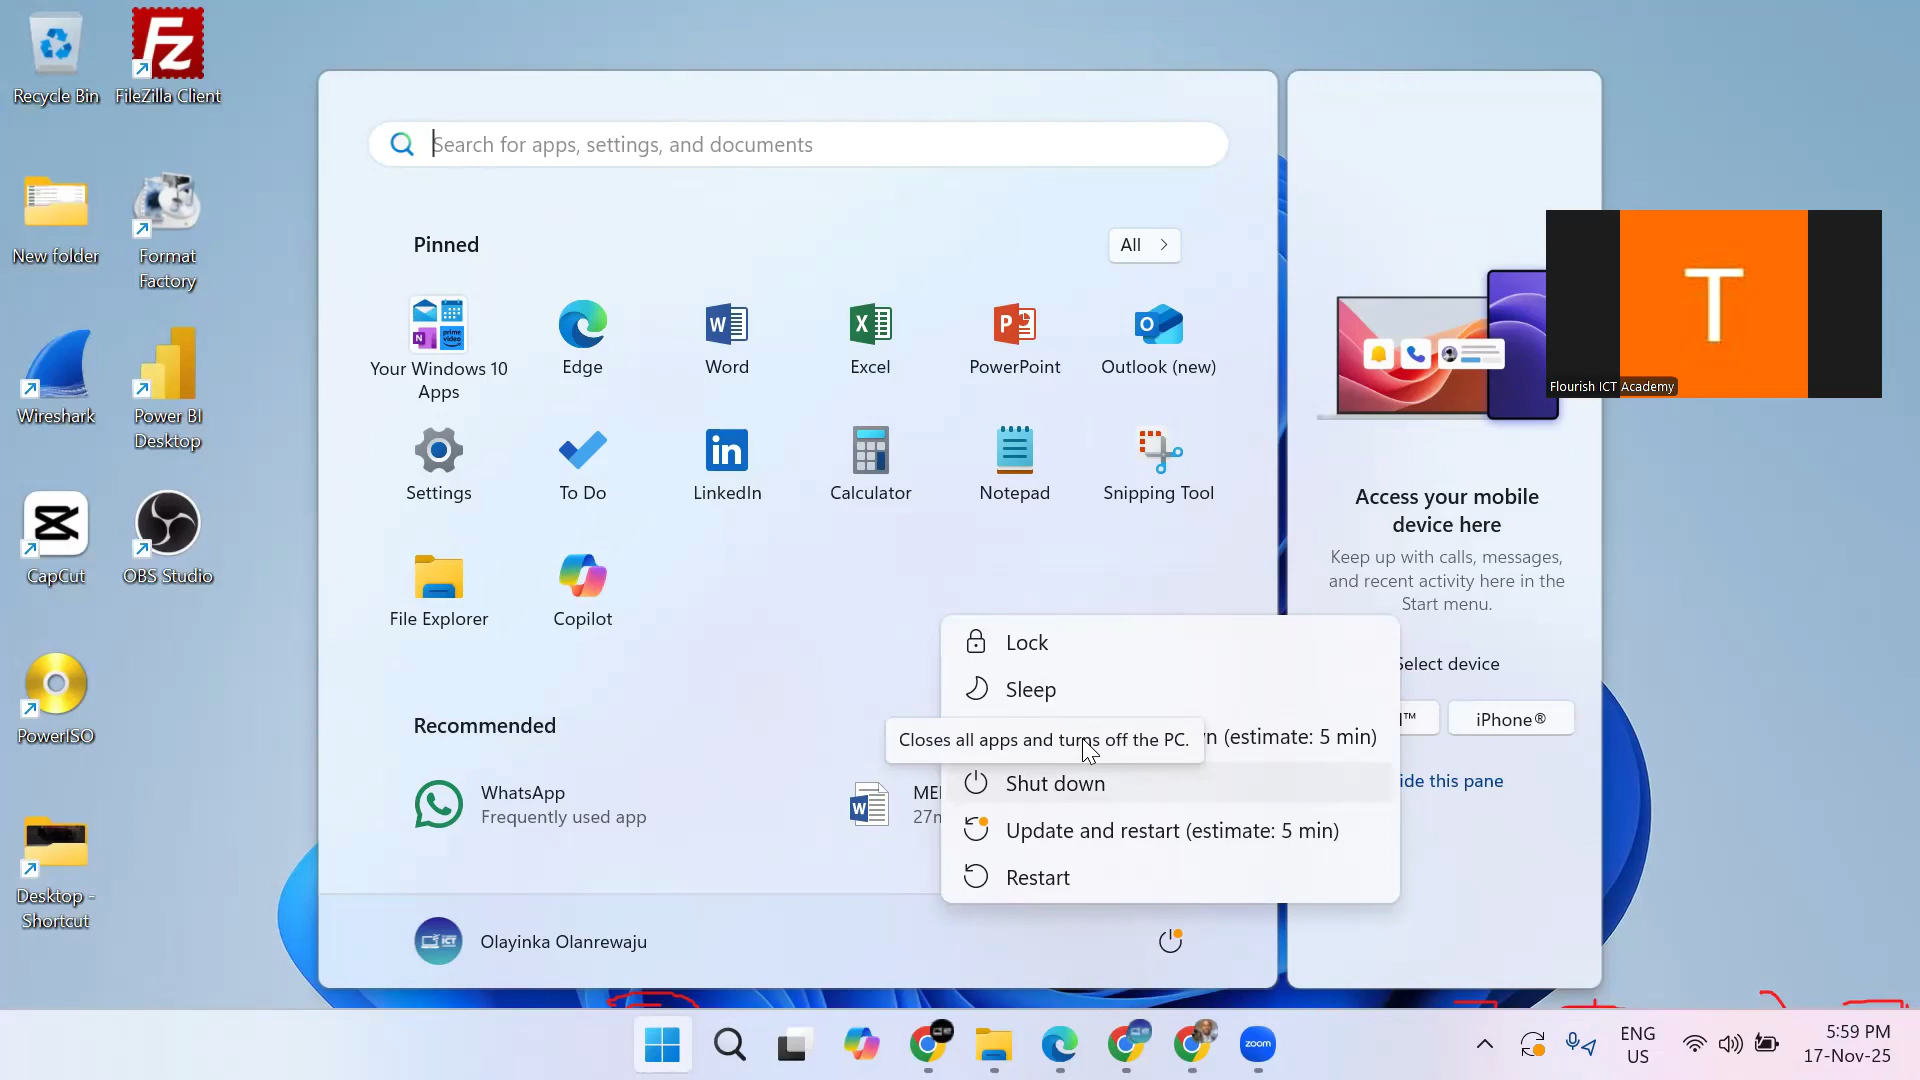 Recycle Bin
FileZilla Client
New folder
Format
Factory
Wireshark
Power BI
Desktop
CapCut
OBS Studio
PowerISO
Desktop -
Shortcut
Search for apps, settings, and documents
Pinned
All
Your Windows 10
Apps
Edge
Word
Excel
PowerPoint
Outlook (new)
Settings
To Do
LinkedIn
Calculator
Notepad
Snipping Tool
File Explorer
Copilot
Recommended
WhatsApp
Frequently used app
Olayinka Olanrewaju
Lock
Sleep
Closes all apps and turns off the PC.
(estimate: 5 min)
Shut down
Update and restart (estimate: 5 min)
Restart
T
Flourish ICT Academy
Access your mobile
device here
Keep up with calls, messages,
and recent activity here in the
Start menu.
Select device
iPhone®
this pane
zoom
ENG
US
5:59 PM
17-Nov-25